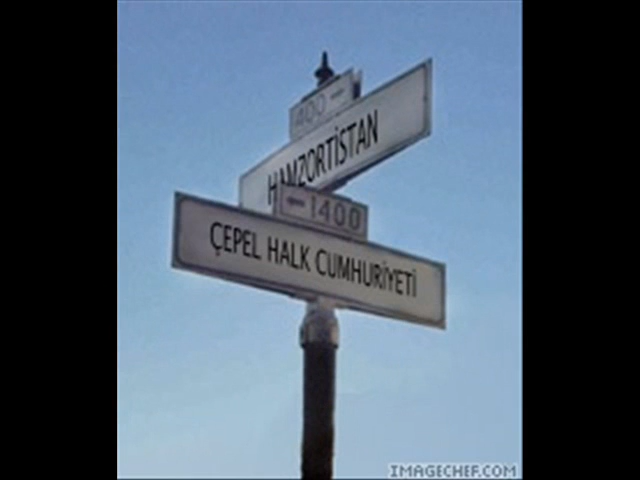 400 →
HAMZORTİSTAN
← 1400
ÇEPEL HALK CUMHURİYETİ
IMAGECHEF.COM